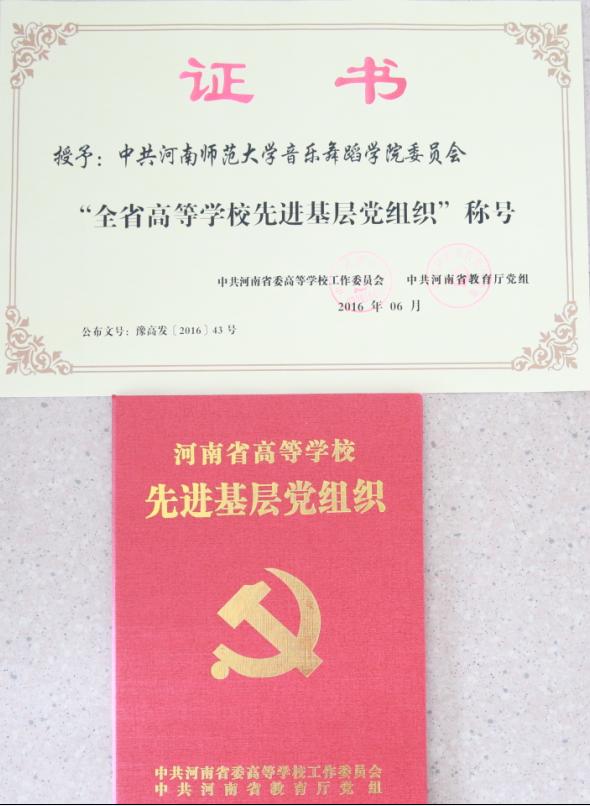 证 书
授予：中共河南师范大学音乐舞蹈学院委员会
“全省高等学校先进基层党组织”称号
中共河南省委高等学校工作委员会 中共河南省教育厅党组
2016 年 06 月
公布文号：豫高发〔2016〕43 号
河南省高等学校
先进基层党组织
中共河南省委高等学校工作委员会
中共河南省教育厅党组